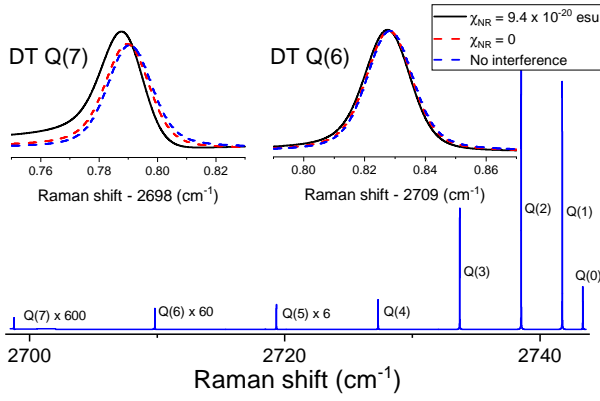 DT Q(7)
DT Q(6)
χNR = 9.4 x 10-20 esu
χNR = 0
No interference
0.76 0.78 0.80 0.82
Raman shift - 2698 (cm-1)
0.80 0.82 0.84 0.86
Raman shift - 2709 (cm-1)
Q(2)
Q(1)
Q(3)
Q(0)
Q(7) x 600
Q(6) x 60
Q(5) x 6
Q(4)
2700 2720 2740
Raman shift (cm-1)